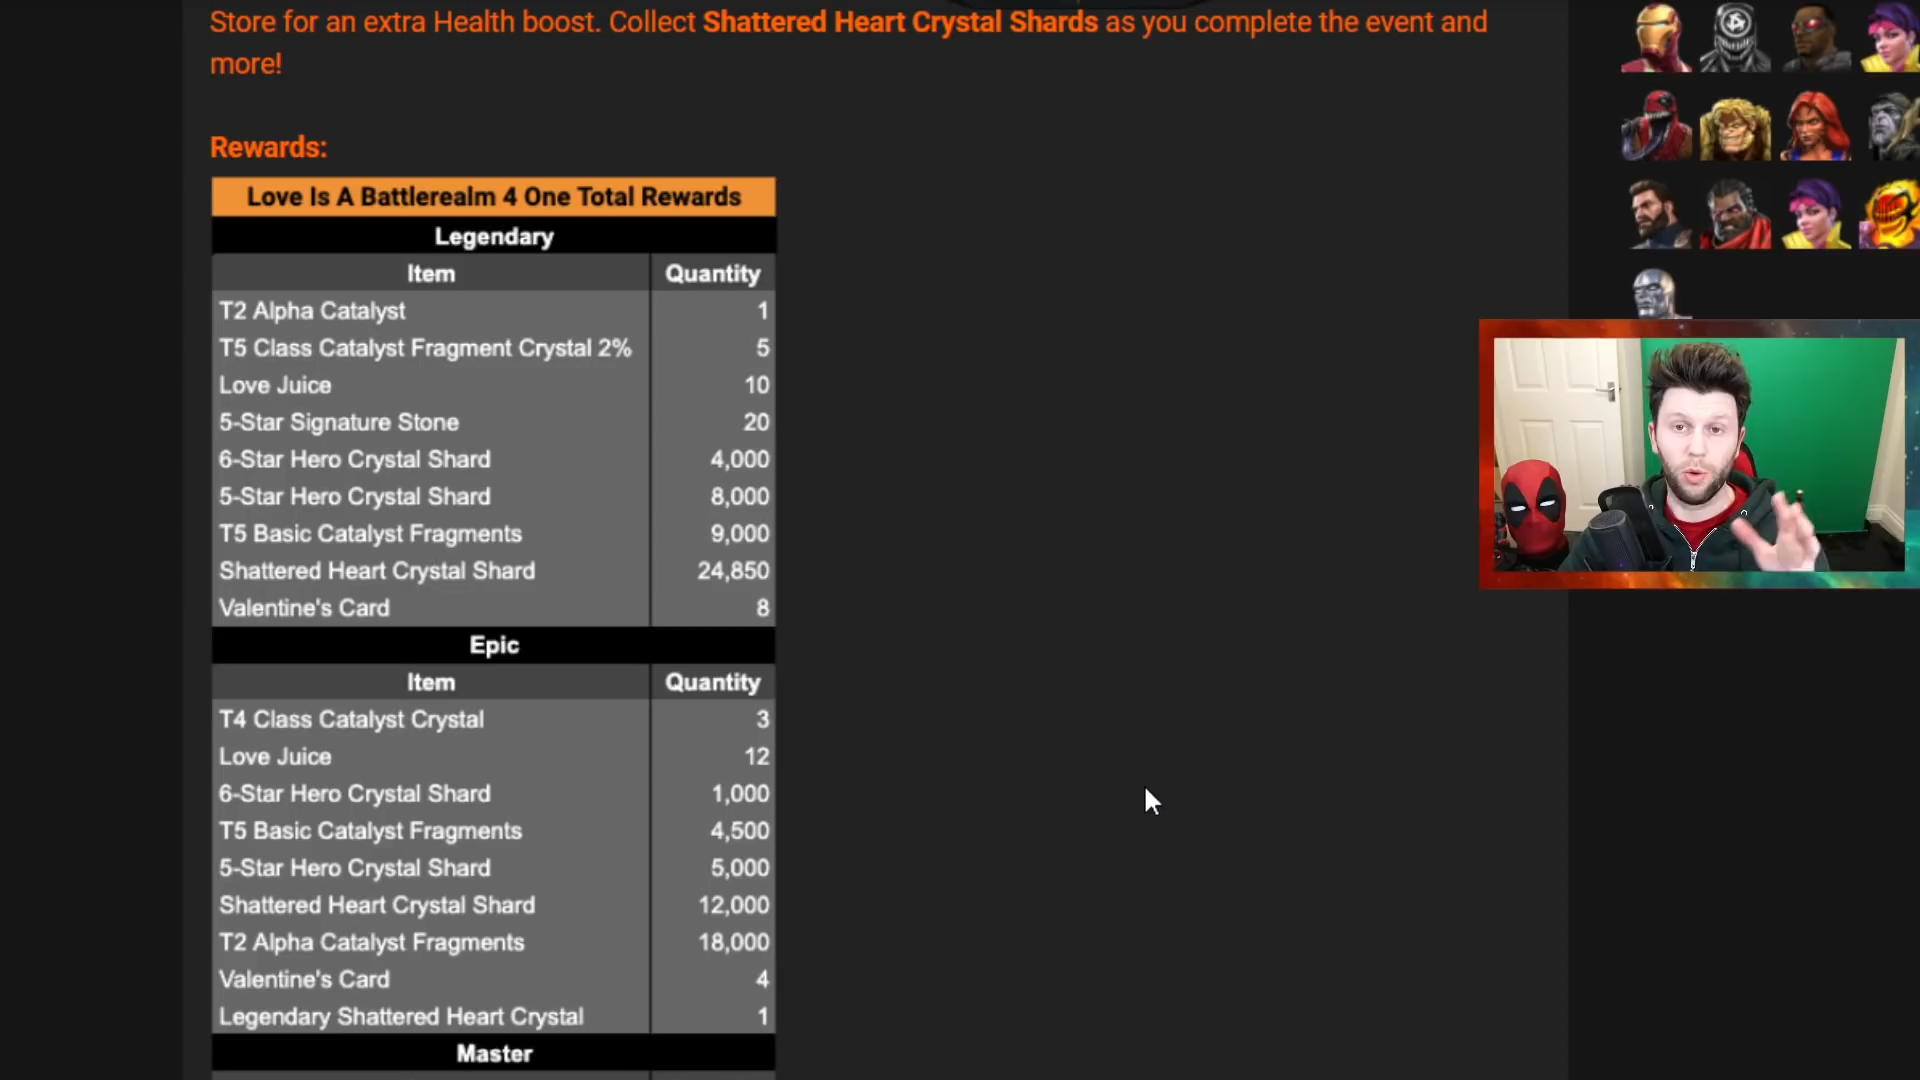 Store for an extra Health boost. Collect Shattered Heart Crystal Shards as you complete the event and
more!
Rewards:
Love Is A Battlerealm 4 One Total Rewards
Legendary
Item Quantity
T2 Alpha Catalyst 1
T5 Class Catalyst Fragment Crystal 2% 5
Love Juice 10
5-Star Signature Stone 20
6-Star Hero Crystal Shard 4,000
5-Star Hero Crystal Shard 8,000
T5 Basic Catalyst Fragments 9,000
Shattered Heart Crystal Shard 24,850
Valentine's Card 8
Epic
Item Quantity
T4 Class Catalyst Crystal 3
Love Juice 12
6-Star Hero Crystal Shard 1,000
T5 Basic Catalyst Fragments 4,500
5-Star Hero Crystal Shard 5,000
Shattered Heart Crystal Shard 12,000
T2 Alpha Catalyst Fragments 18,000
Valentine's Card 4
Legendary Shattered Heart Crystal 1
Master